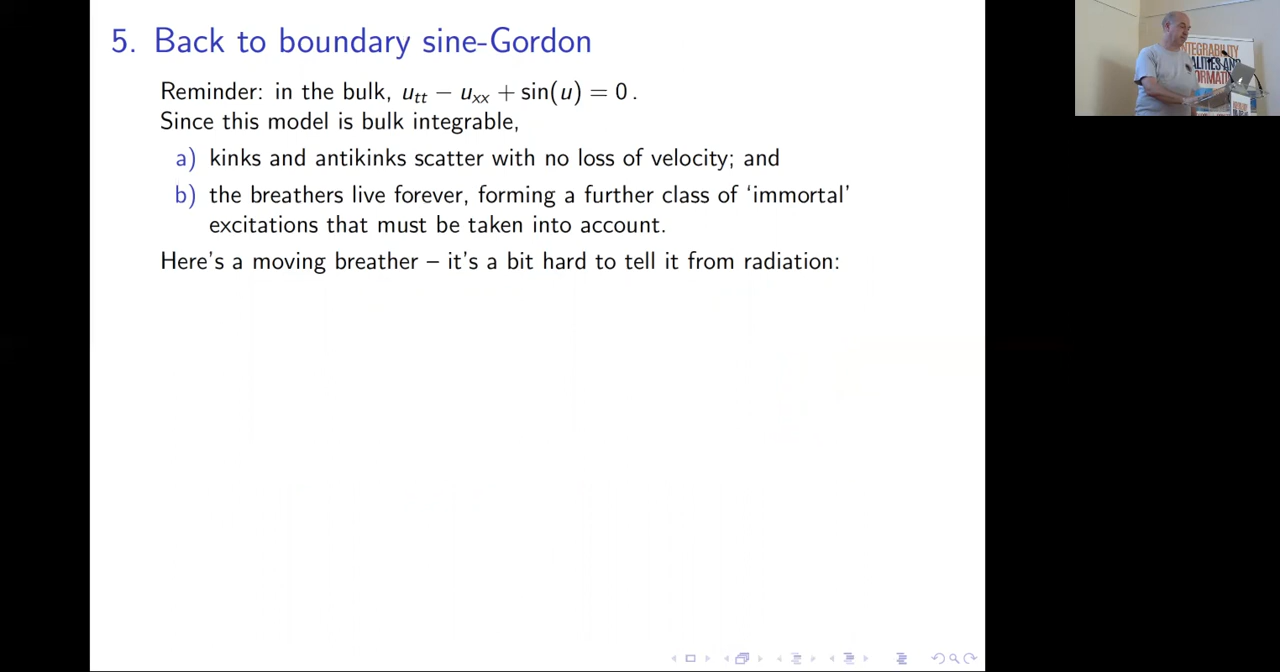 5. Back to boundary sine-Gordon
Reminder: in the bulk, u_tt − u_xx + sin(u) = 0 .
Since this model is bulk integrable,
a) kinks and antikinks scatter with no loss of velocity; and
b) the breathers live forever, forming a further class of ‘immortal’
excitations that must be taken into account.
Here’s a moving breather – it’s a bit hard to tell it from radiation: